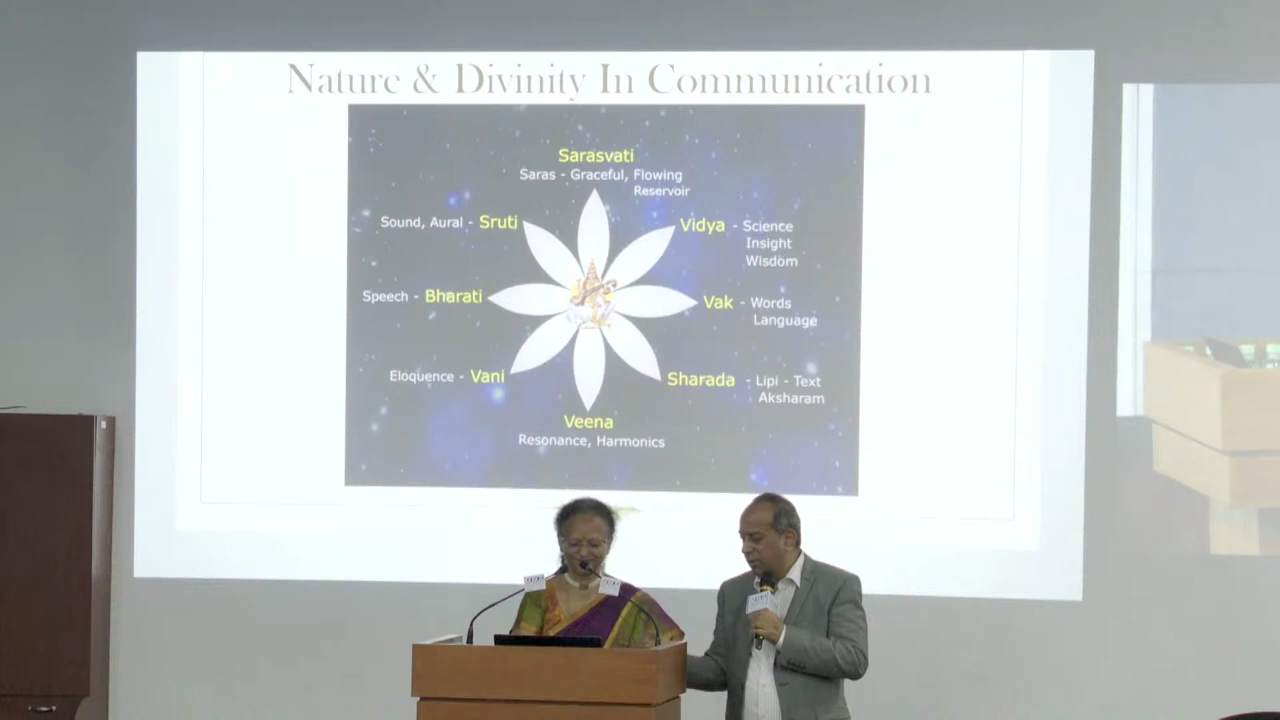 Nature & Divinity In Communication
Sarasvati
Saras - Graceful, Flowing
Reservoir
Sound, Aural - Sruti
Vidya - Science
Insight
Wisdom
Speech - Bharati
Vak - Words
Language
Eloquence - Vani
Sharada - Lipi - Text
Aksharam
Veena
Resonance, Harmonics